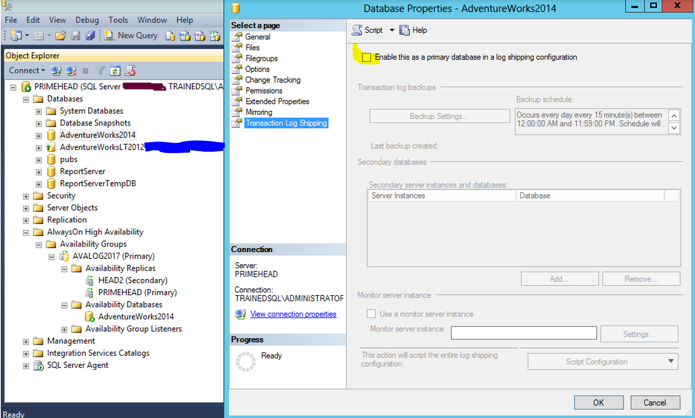 File Edit View Debug Tools Window Help
New Query
Object Explorer
Connect
PRIMEHEAD (SQL Server TRAINEDSQL\A
Databases
System Databases
Database Snapshots
AdventureWorks2014
AdventureWorksLT2012
pubs
ReportServer
ReportServerTempDB
Security
Server Objects
Replication
AlwaysOn High Availability
Availability Groups
AVALOG2017 (Primary)
Availability Replicas
HEAD2 (Secondary)
PRIMEHEAD (Primary)
Availability Databases
AdventureWorks2014
Availability Group Listeners
Management
Integration Services Catalogs
SQL Server Agent
Ready
Database Properties - AdventureWorks2014
Select a page
General
Files
Filegroups
Options
Change Tracking
Permissions
Extended Properties
Mirroring
Transaction Log Shipping
Connection
Server:
PRIMEHEAD
Connection:
TRAINEDSQL\ADMINISTRATOR
View connection properties
Progress
Ready
Script Help
Enable this as a primary database in a log shipping configuration
Transaction log backups
Backup Settings...
Backup schedule:
Occurs every day every 15 minute(s) between
12:00:00 AM and 11:59:00 PM. Schedule will
Last backup created:
Secondary databases
Secondary server instances and databases:
Server Instances Database
Add... Remove...
Monitor server instance
Use a monitor server instance
Monitor server instance: Settings...
This action will script the entire log shipping
configuration.
Script Configuration
OK Cancel